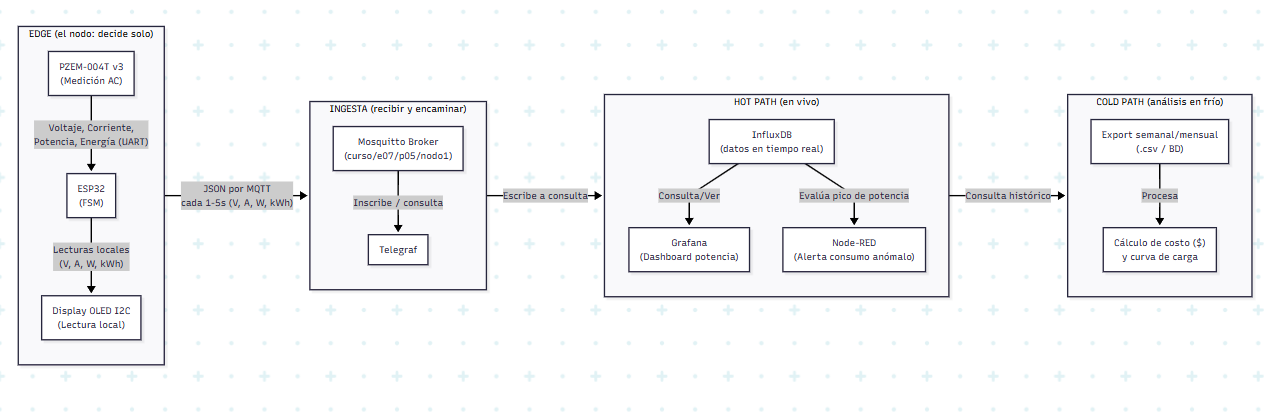 EDGE (el nodo: decide solo)
PZEM-004T v3
(Medición AC)
Voltaje, Corriente,
Potencia, Energía (UART)
ESP32
(FSM)
Lecturas locales
(V, A, W, kWh)
Display OLED I2C
(Lectura local)
JSON por MQTT
cada 1-5s (V, A, W, kWh)
INGESTA (recibir y encaminar)
Mosquitto Broker
(curso/e07/p05/nodo1)
Inscribe / consulta
Telegraf
Escribe a consulta
HOT PATH (en vivo)
InfluxDB
(datos en tiempo real)
Consulta/Ver
Evalúa pico de potencia
Grafana
(Dashboard potencia)
Node-RED
(Alerta consumo anómalo)
Consulta histórico
COLD PATH (análisis en frío)
Export semanal/mensual
(.csv / BD)
Procesa
Cálculo de costo ($)
y curva de carga